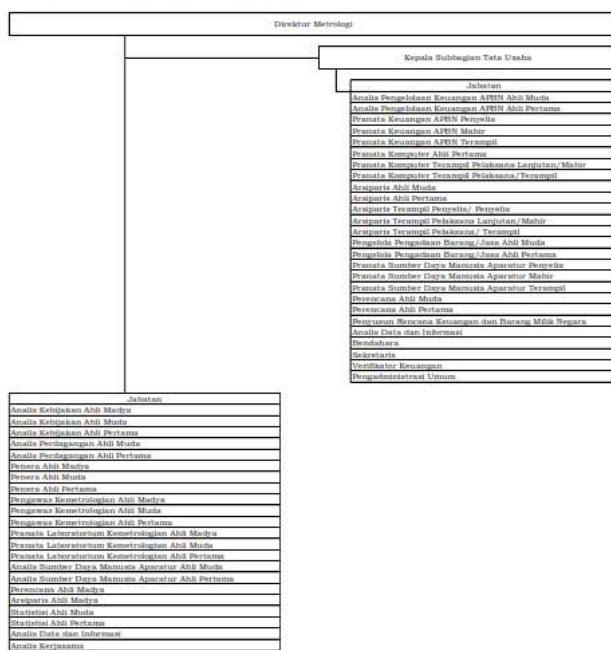 Direktur Metrologi
Kepala Subbagian Tata Usaha
Jabatan
Analis Pengelolaan Keuangan APBN Ahli Muda
Analis Pengelolaan Keuangan APBN Ahli Pertama
Pranata Keuangan APBN Penyelia
Pranata Keuangan APBN Mahir
Pranata Keuangan APBN Terampil
Pranata Komputer Ahli Pertama
Pranata Komputer Terampil Pelaksana Lanjutan/Mahir
Pranata Komputer Terampil Pelaksana/Terampil
Arsiparis Ahli Muda
Arsiparis Ahli Pertama
Arsiparis Terampil Penyelia/ Penyelia
Arsiparis Terampil Pelaksana Lanjutan/Mahir
Arsiparis Terampil Pelaksana/ Terampil
Pengelola Pengadaan Barang/Jasa Ahli Muda
Pengelola Pengadaan Barang/Jasa Ahli Pertama
Pranata Sumber Daya Manusia Aparatur Penyelia
Pranata Sumber Daya Manusia Aparatur Mahir
Pranata Sumber Daya Manusia Aparatur Terampil
Perencana Ahli Muda
Perencana Ahli Pertama
Penyusun Rencana Keuangan dan Barang Milik Negara
Analis Data dan Informasi
Bendahara
Sekretaris
Verifikator Keuangan
Pengadministrasi Umum
Jabatan
Analis Kebijakan Ahli Madya
Analis Kebijakan Ahli Muda
Analis Kebijakan Ahli Pertama
Analis Perdagangan Ahli Muda
Analis Perdagangan Ahli Pertama
Penera Ahli Madya
Penera Ahli Muda
Penera Ahli Pertama
Pengawas Kemetrologian Ahli Madya
Pengawas Kemetrologian Ahli Muda
Pengawas Kemetrologian Ahli Pertama
Pranata Laboratorium Kemetrologian Ahli Madya
Pranata Laboratorium Kemetrologian Ahli Muda
Pranata Laboratorium Kemetrologian Ahli Pertama
Analis Sumber Daya Manusia Aparatur Ahli Muda
Analis Sumber Daya Manusia Aparatur Ahli Pertama
Perencana Ahli Madya
Arsiparis Ahli Madya
Statistisi Ahli Muda
Statistisi Ahli Pertama
Analis Data dan Informasi
Analis Kerjasama